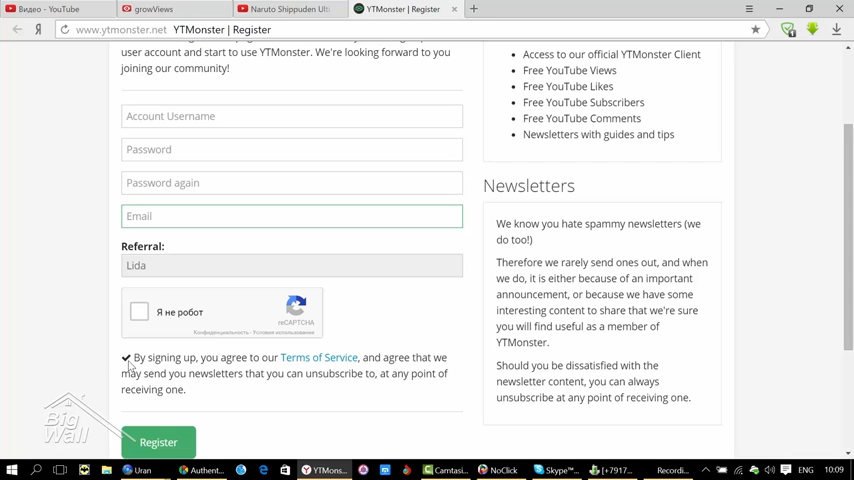 Видео - YouTube
growViews
Naruto Shippuden Ulti
YTMonster | Register
Я
www.ytmonster.net
YTMonster | Register
user account and start to use YTMonster. We're looking forward to you
joining our community!
Account Username
Password
Password again
Email
Referral:
Lida
Я не робот
reCAPTCHA
Конфиденциальность - Условия использования
By signing up, you agree to our Terms of Service, and agree that we
may send you newsletters that you can unsubscribe to, at any point of
receiving one.
Register
Access to our official YTMonster Client
Free YouTube Views
Free YouTube Likes
Free YouTube Subscribers
Free YouTube Comments
Newsletters with guides and tips
Newsletters
We know you hate spammy newsletters (we
do too!)
Therefore we rarely send ones out, and when
we do, it is either because of an important
announcement, or because we have some
interesting content to share that we're sure
you will find useful as a member of
YTMonster.
Should you be dissatisfied with the
newsletter content, you can always
unsubscribe at any point of receiving one.
Big
Wall
Uran
Authent...
YTMons...
Camtasi...
NoClick
Skype™...
[+7917...
Recordi...
ENG
10:09